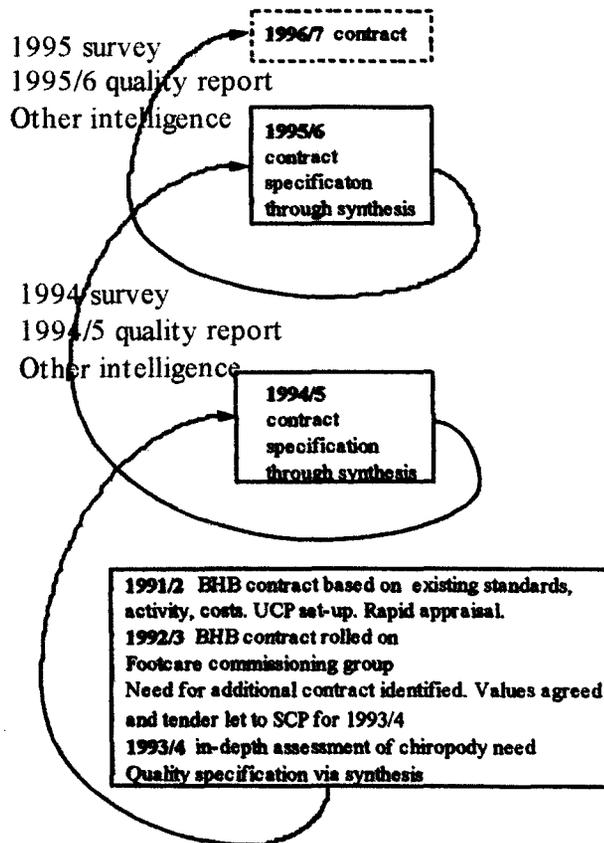 1996/7 contract
1995 survey
1995/6 quality report
Other intelligence
1995/6
contract
specificaton
through synthesis
1994 survey
1994/5 quality report
Other intelligence
1994/5
contract
specification
through synthesis
1991/2 BHB contract based on existing standards,
activity, costs. UCP set-up. Rapid appraisal.
1992/3 BHB contract rolled on
Footcare commissioning group
Need for additional contract identified. Values agreed
and tender let to SCP for 1993/4
1993/4 in-depth assessment of chiropody need
Quality specification via synthesis